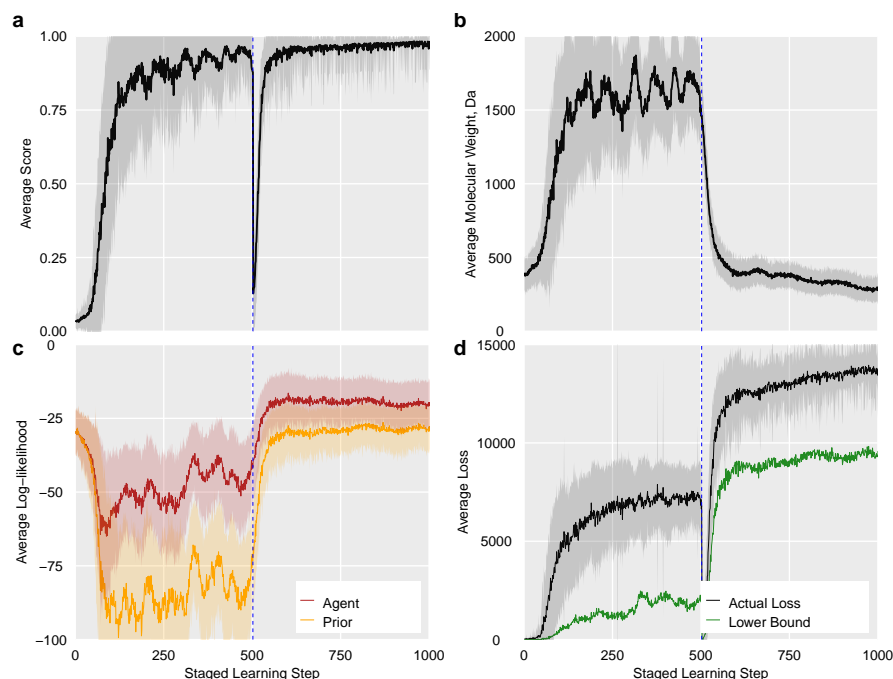 a
1.00
0.75
0.50
0.25
0.00
Average Score
b
2000
1500
1000
500
0
Average Molecular Weight, Da
c
0
−25
−50
−75
−100
Average Log−likelihood
Agent
Prior
0
250
500
750
1000
Staged Learning Step
d
15000
10000
5000
0
Average Loss
Actual Loss
Lower Bound
0
250
500
750
1000
Staged Learning Step